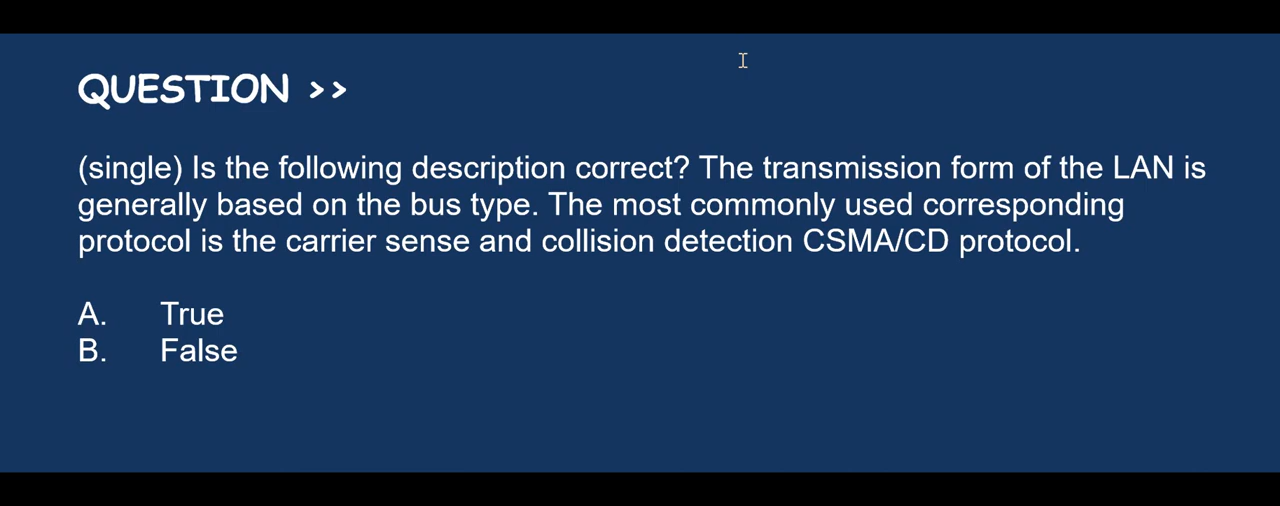 QUESTION >>
(single) Is the following description correct? The transmission form of the LAN is
generally based on the bus type. The most commonly used corresponding
protocol is the carrier sense and collision detection CSMA/CD protocol.
A. True
B. False